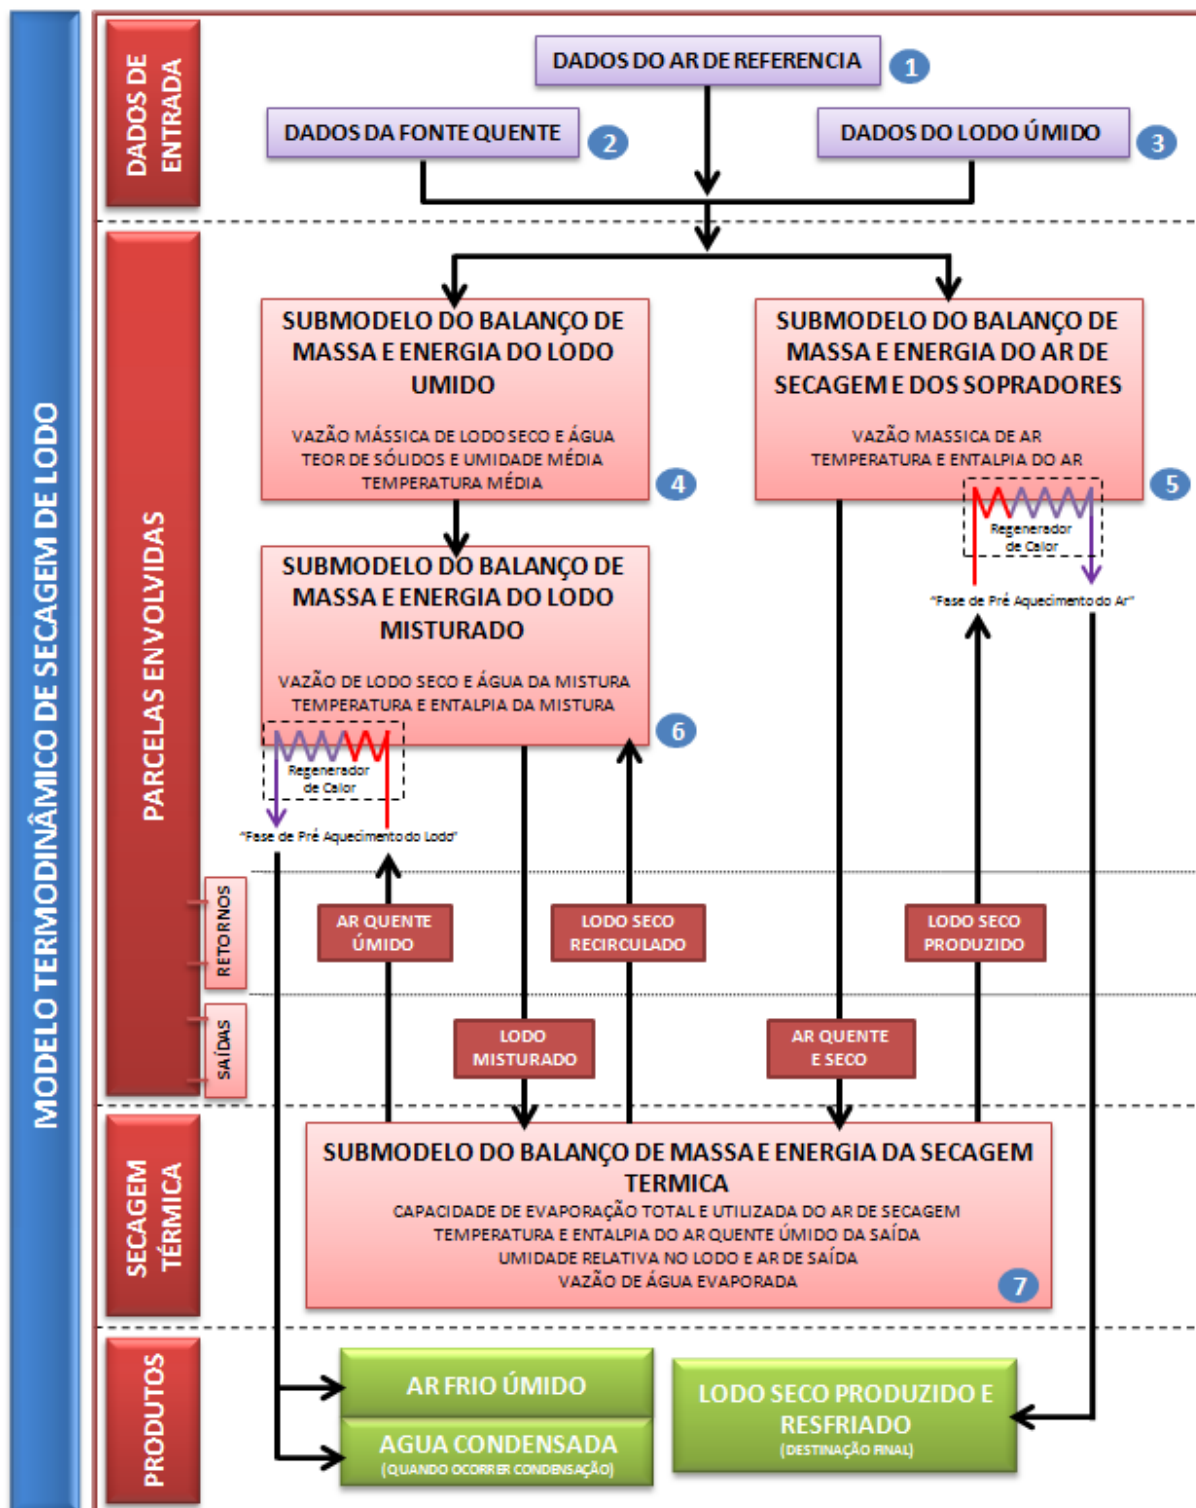 MODELO TERMODINÂMICO DE SECAGEM DE LODO
DADOS DE
ENTRADA
DADOS DO AR DE REFERENCIA
1
DADOS DA FONTE QUENTE
2
DADOS DO LODO ÚMIDO
3
PARCELAS ENVOLVIDAS
SUBMODELO DO BALANÇO DE
MASSA E ENERGIA DO LODO
UMIDO
VAZÃO MÁSSICA DE LODO SECO E ÁGUA
TEOR DE SÓLIDOS E UMIDADE MÉDIA
TEMPERATURA MÉDIA
4
SUBMODELO DO BALANÇO DE
MASSA E ENERGIA DO AR DE
SECAGEM E DOS SOPRADORES
VAZÃO MASSICA DE AR
TEMPERATURA E ENTALPIA DO AR
5
Regenerador
de Calor
"Fase de Pré Aquecimento do Ar"
SUBMODELO DO BALANÇO DE
MASSA E ENERGIA DO LODO
MISTURADO
VAZÃO DE LODO SECO E ÁGUA DA MISTURA
TEMPERATURA E ENTALPIA DA MISTURA
6
Regenerador
de Calor
"Fase de Pré Aquecimento do Lodo"
RETORNOS
AR QUENTE
ÚMIDO
LODO SECO
RECIRCULADO
LODO SECO
PRODUZIDO
SAÍDAS
LODO
MISTURADO
AR QUENTE
E SECO
SECAGEM
TÉRMICA
SUBMODELO DO BALANÇO DE MASSA E ENERGIA DA SECAGEM
TERMICA
CAPACIDADE DE EVAPORAÇÃO TOTAL E UTILIZADA DO AR DE SECAGEM
TEMPERATURA E ENTALPIA DO AR QUENTE ÚMIDO DA SAÍDA
UMIDADE RELATIVA NO LODO E AR DE SAÍDA
VAZÃO DE ÁGUA EVAPORADA
7
PRODUTOS
AR FRIO ÚMIDO
AGUA CONDENSADA
(QUANDO OCORRER CONDENSAÇÃO)
LODO SECO PRODUZIDO E
RESFRIADO
(DESTINAÇÃO FINAL)